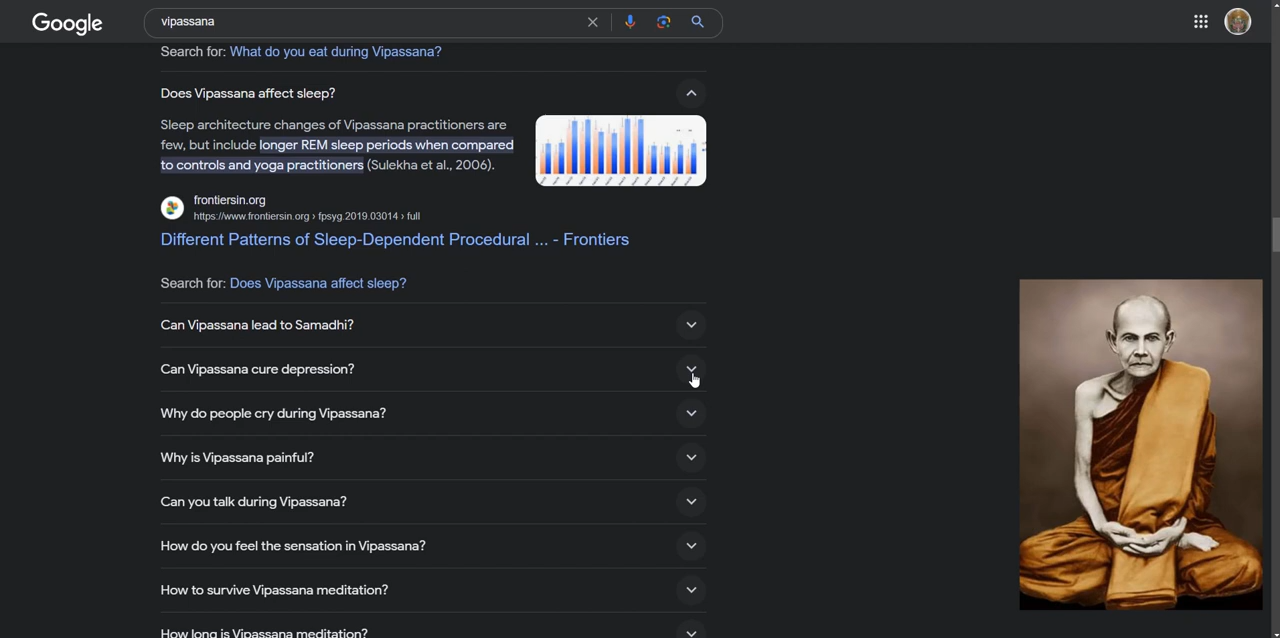 Google
vipassana
Search for: What do you eat during Vipassana?
Does Vipassana affect sleep?
Sleep architecture changes of Vipassana practitioners are
few, but include longer REM sleep periods when compared
to controls and yoga practitioners (Sulekha et al., 2006).
frontiersin.org
https://www.frontiersin.org › fpsyg.2019.03014 › full
Different Patterns of Sleep-Dependent Procedural ... - Frontiers
Search for: Does Vipassana affect sleep?
Can Vipassana lead to Samadhi?
Can Vipassana cure depression?
Why do people cry during Vipassana?
Why is Vipassana painful?
Can you talk during Vipassana?
How do you feel the sensation in Vipassana?
How to survive Vipassana meditation?
How long is Vipassana meditation?